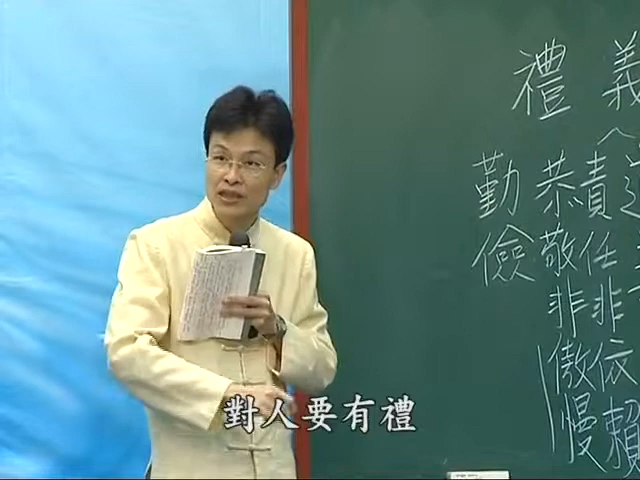 義
禮
責任非依賴
恭敬非傲慢
勤儉
對人要有禮